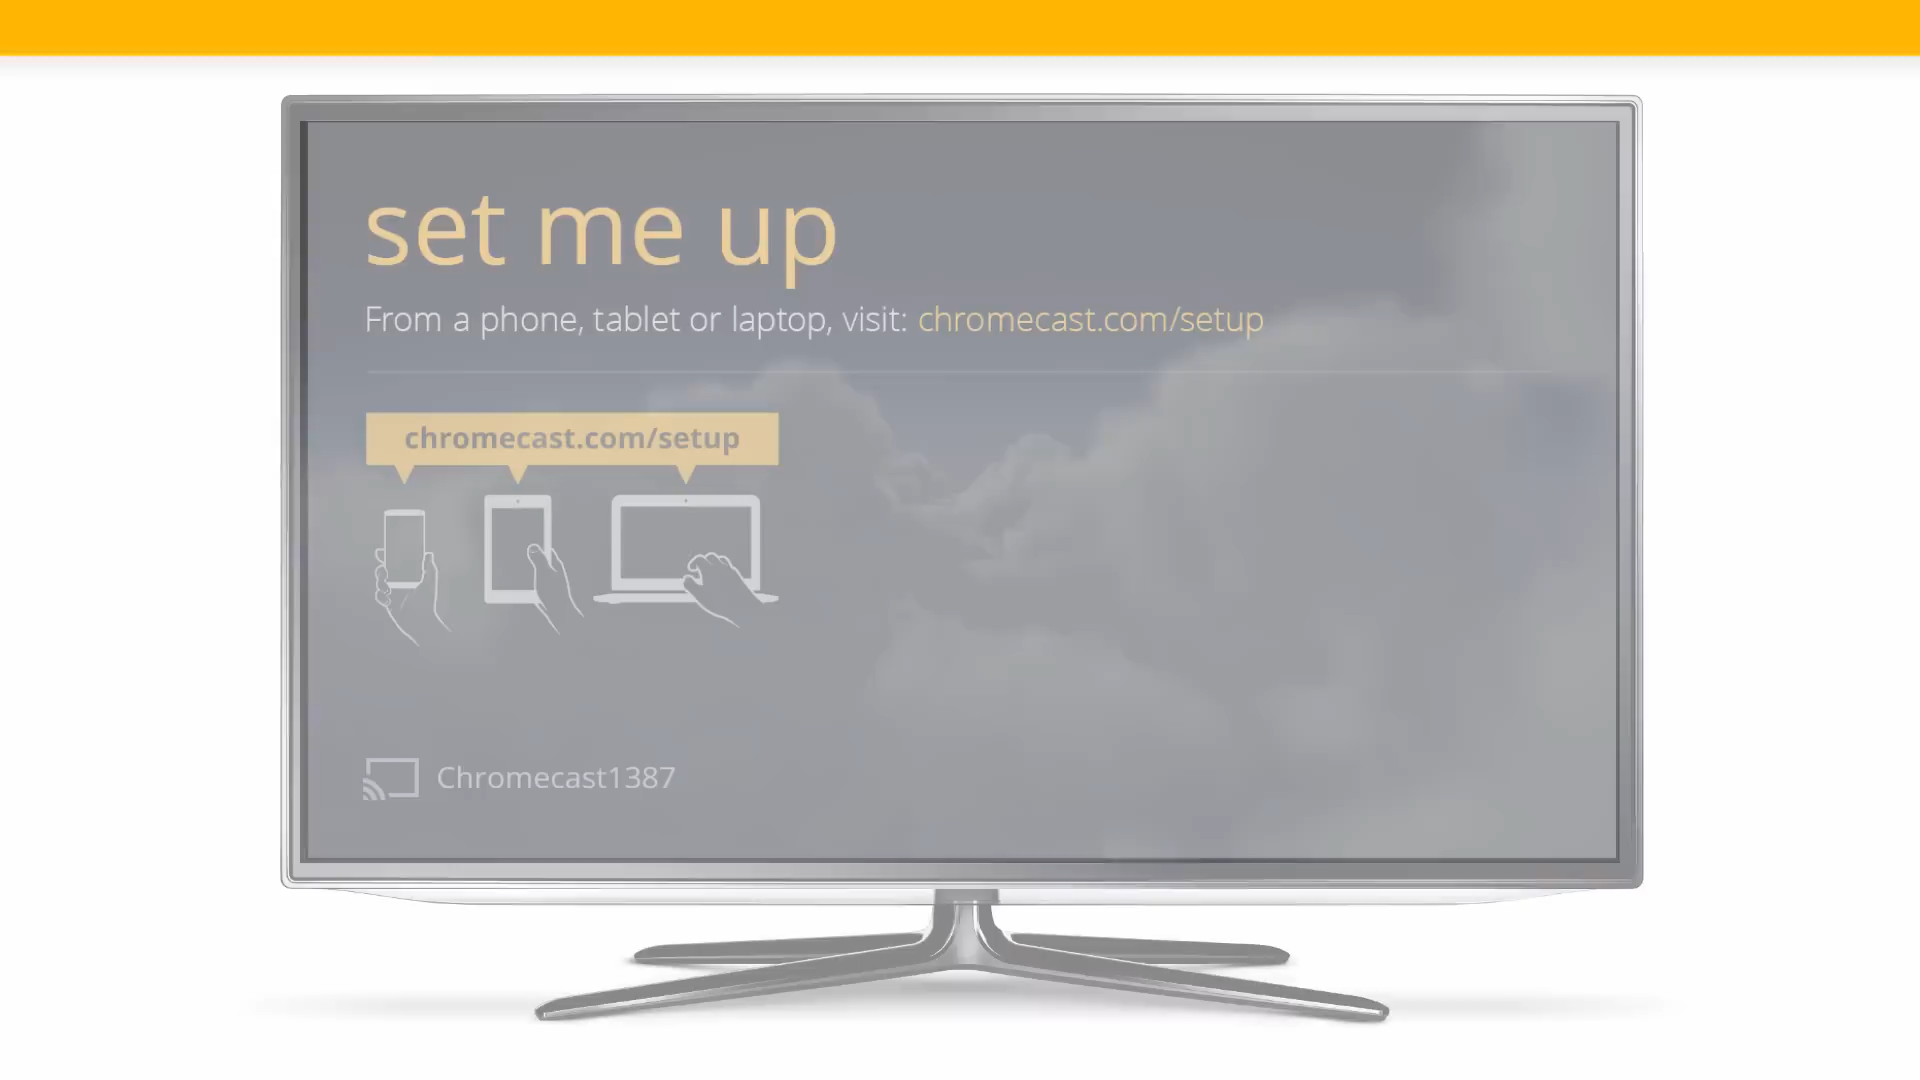 set me up
From a phone, tablet or laptop, visit: chromecast.com/setup
chromecast.com/setup
Chromecast1387